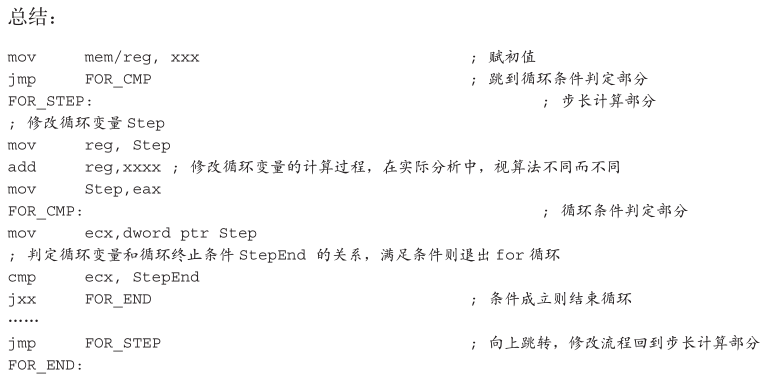 总结：
mov mem/reg, xxx ; 赋初值
jmp FOR_CMP ; 跳到循环条件判定部分
FOR_STEP: ; 步长计算部分
; 修改循环变量 Step
mov reg, Step
add reg,xxxx ; 修改循环变量的计算过程，在实际分析中，视算法不同而不同
mov Step,eax
FOR_CMP: ; 循环条件判定部分
mov ecx,dword ptr Step
; 判定循环变量和循环终止条件 StepEnd 的关系，满足条件则退出 for 循环
cmp ecx, StepEnd
jxx FOR_END ; 条件成立则结束循环
……
jmp FOR_STEP ; 向上跳转，修改流程回到步长计算部分
FOR_END: